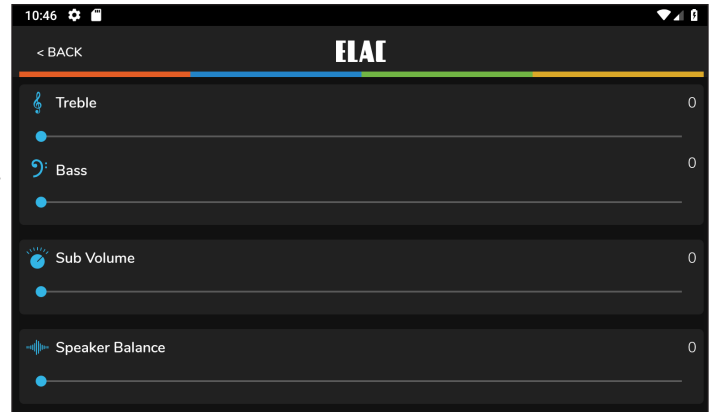 10:46
< BACK
ELAC
Treble 0
Bass 0
Sub Volume 0
Speaker Balance 0